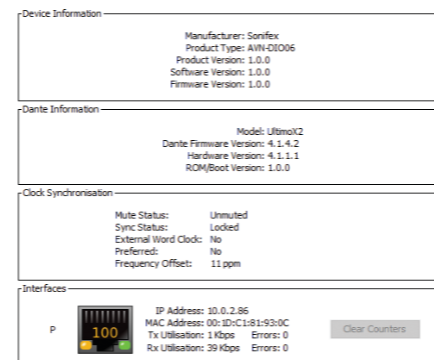 Device Information
Manufacturer: Sonifex
Product Type: AVN-DIO06
Product Version: 1.0.0
Software Version: 1.0.0
Firmware Version: 1.0.0
Dante Information
Model: UltimoX2
Dante Firmware Version: 4.1.4.2
Hardware Version: 4.1.1.1
ROM/Boot Version: 1.0.0
Clock Synchronisation
Mute Status: Unmuted
Sync Status: Locked
External Word Clock: No
Preferred: No
Frequency Offset: 11 ppm
Interfaces
P 100
IP Address: 10.0.2.86
MAC Address: 00:1D:C1:81:93:0C
Tx Utilisation: 1 Kbps Errors: 0
Rx Utilisation: 39 Kbps Errors: 0
Clear Counters